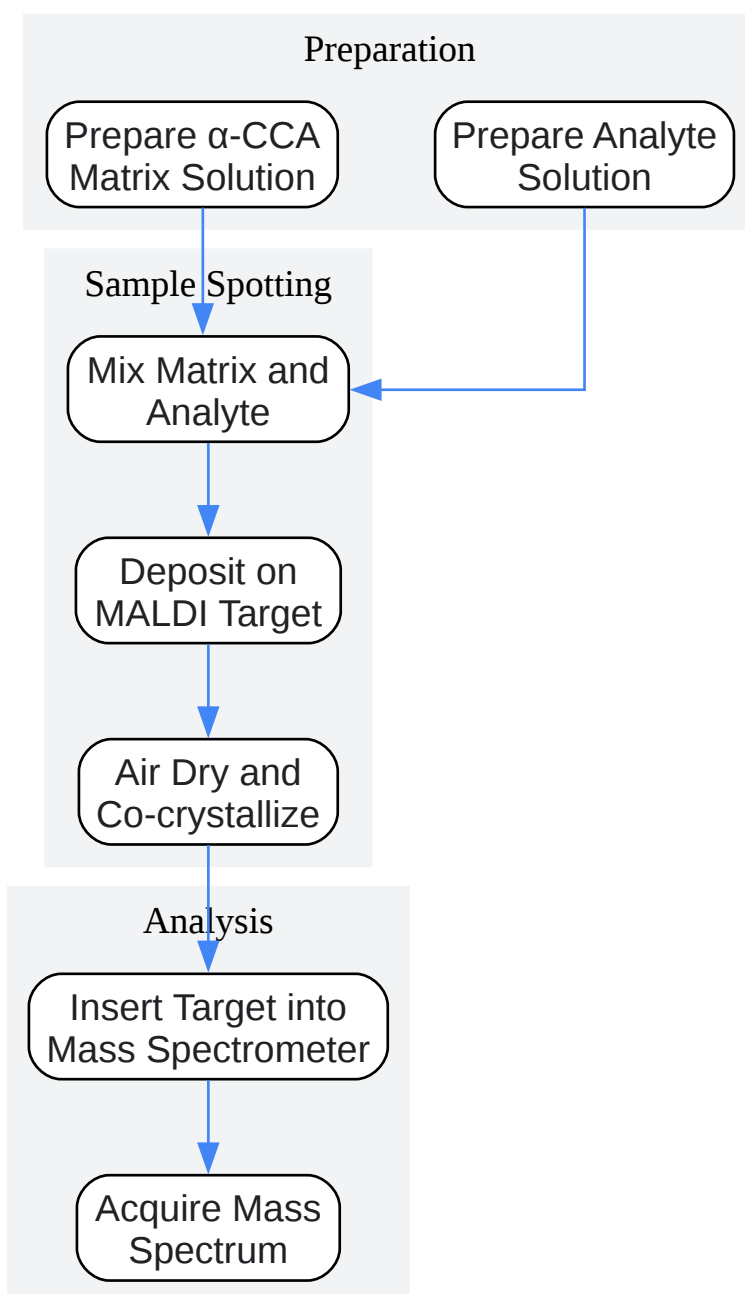 Preparation
Prepare α-CCA
Matrix Solution
Prepare Analyte
Solution
Sample Spotting
Mix Matrix and
Analyte
Deposit on
MALDI Target
Air Dry and
Co-crystallize
Analysis
Insert Target into
Mass Spectrometer
Acquire Mass
Spectrum